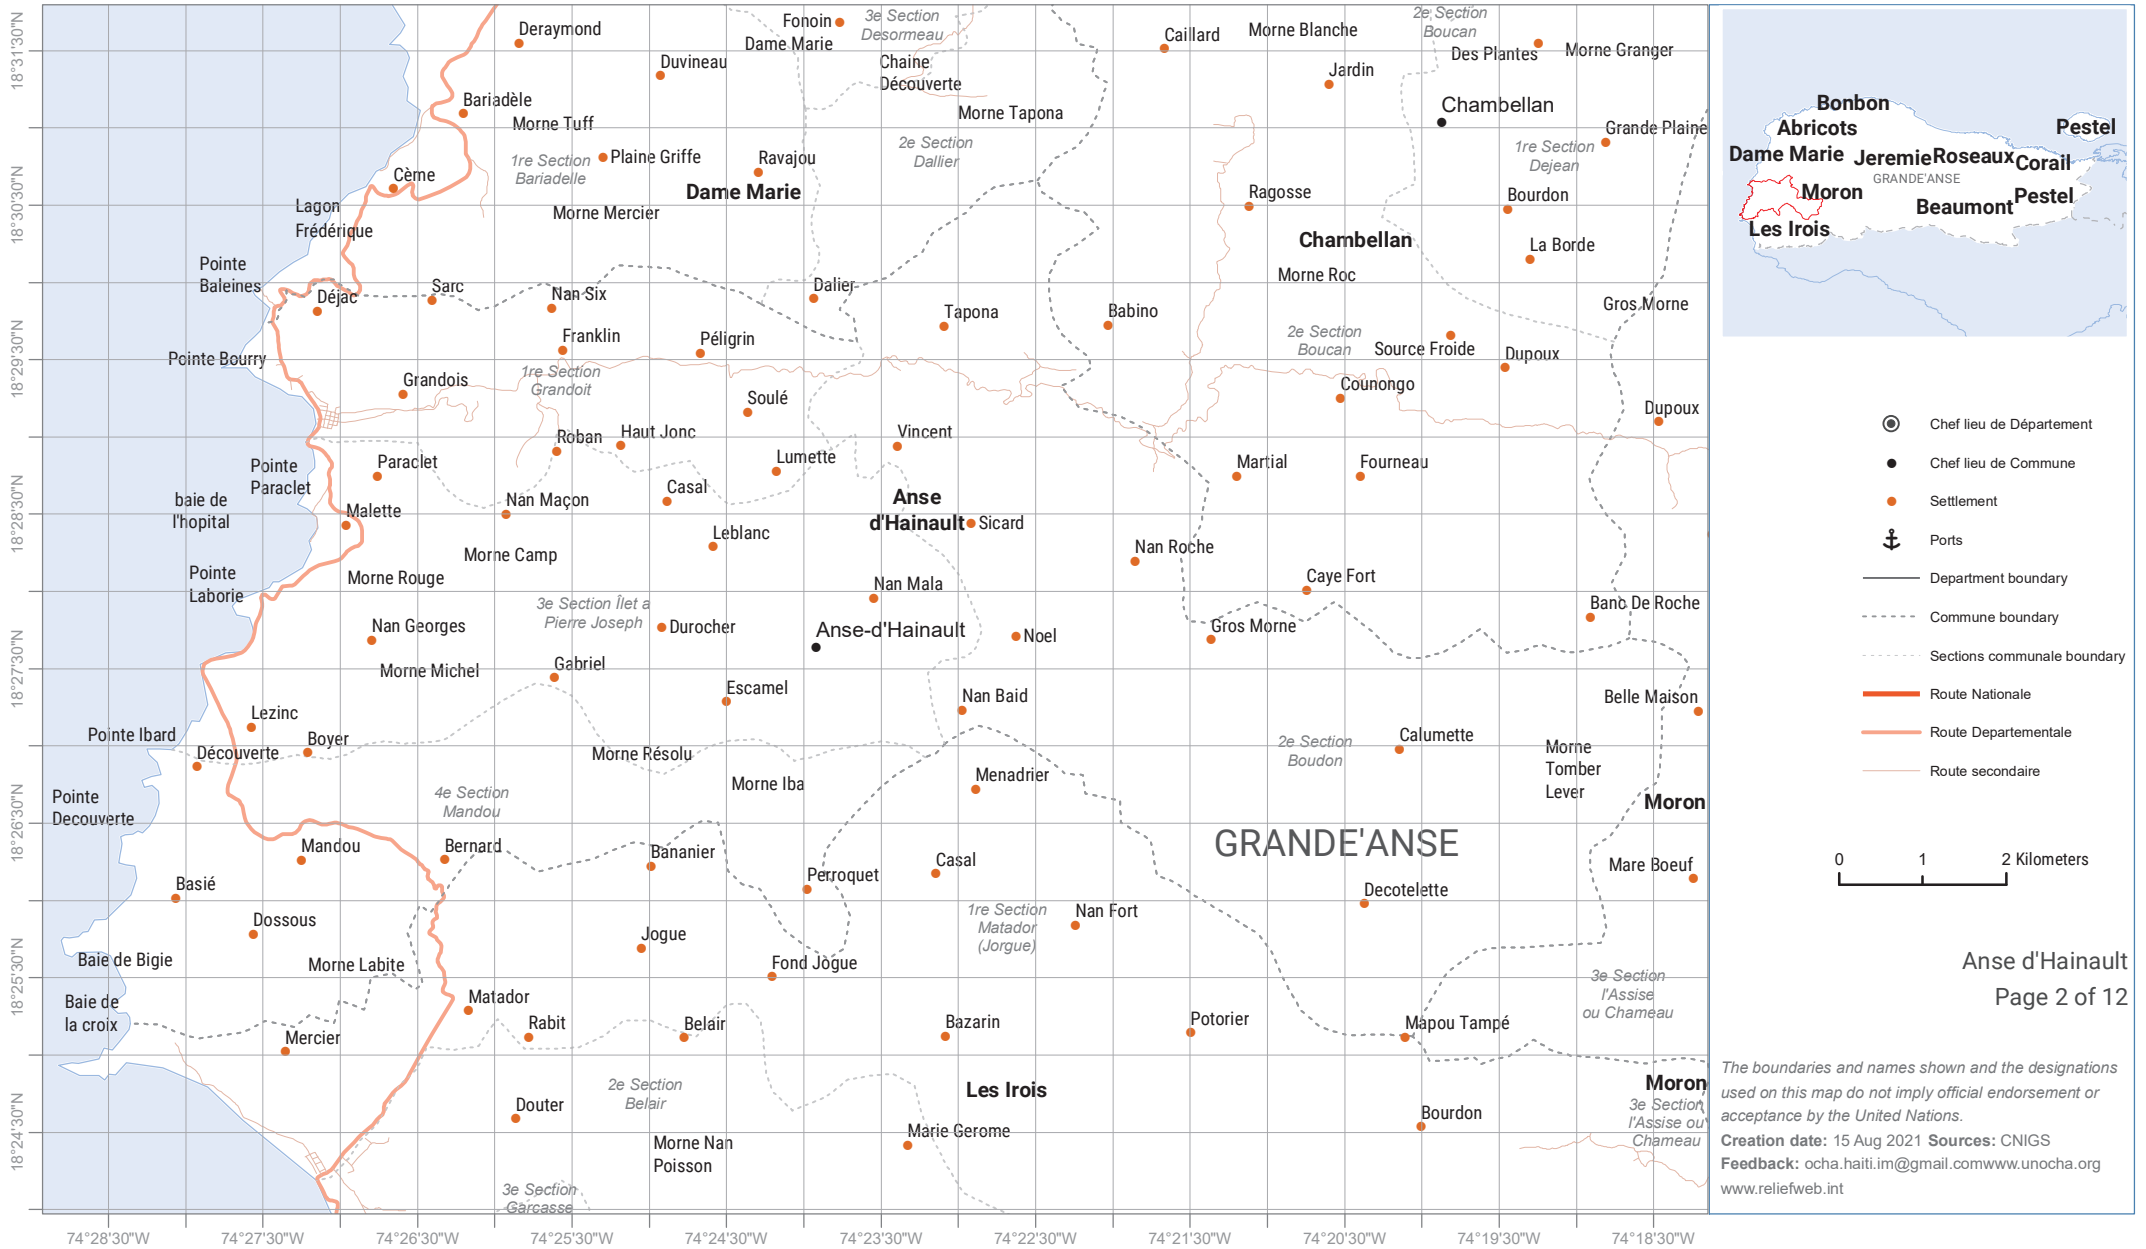 Deraymond
Fonoin
Dame Marie
3e Section
Desormeau
Caillard
Morne Blanche
2e Section
Boucan
Des Plantes
Morne Granger
Duvineau
Chaine
Découverte
Jardin
Bariadèle
Morne Tuff
Morne Tapona
Chambellan
Grande Plaine
1re Section
Bariadelle
Plaine Griffe
Ravajou
2e Section
Dallier
1re Section
Dejean
Cème
Dame Marie
Ragosse
Bourdon
Lagon
Frédérique
Morne Mercier
Chambellan
La Borde
Pointe
Baleines
Morne Roc
Déjac
Sarc
Nan Six
Dalier
Tapona
Babino
Gros Morne
Franklin
Péligrin
2e Section
Boucan
Source Froide
Dupoux
Pointe Bourry
Grandois
1re Section
Grandoit
Soulé
Counongo
Dupoux
Roban
Haut Jonc
Vincent
Pointe
Paraclet
Paraclet
Lumette
Martial
Fourneau
baie de
l'hopital
Malette
Nan Maçon
Casal
Anse
d'Hainault
Sicard
Leblanc
Morne Camp
Nan Roche
Pointe
Laborie
Morne Rouge
Nan Mala
Caye Fort
3e Section Îlet a
Pierre Joseph
Durocher
Banc De Roche
Nan Georges
Anse-d'Hainault
Noel
Gros Morne
Morne Michel
Gabriel
Escamel
Nan Baid
Belle Maison
Lezinc
Pointe Ibard
Découverte
Boyer
Morne Résolu
2e Section
Boudon
Calumette
Morne
Tomber
Lever
Morne Iba
Menadrier
Pointe
Decouverte
4e Section
Mandou
Moron
GRANDE'ANSE
Mandou
Bernard
Bananier
Perroquet
Casal
Mare Boeuf
Basié
Decotelette
Dossous
Jogue
1re Section
Matador
(Jorgue)
Nan Fort
Baie de Bigie
Morne Labite
Fond Jogue
3e Section
l'Assise
ou Chameau
Baie de
la croix
Matador
Rabit
Belair
Bazarin
Potorier
Mapou Tampé
Mercier
2e Section
Belair
Les Irois
Moron
3e Section
l'Assise ou
Chameau
Douter
Bourdon
Morne Nan
Poisson
Marie Gerome
3e Section
Garcasse
18°31'30"N
18°30'30"N
18°29'30"N
18°28'30"N
18°27'30"N
18°26'30"N
18°25'30"N
18°24'30"N
74°28'30"W
74°27'30"W
74°26'30"W
74°25'30"W
74°24'30"W
74°23'30"W
74°22'30"W
74°21'30"W
74°20'30"W
74°19'30"W
74°18'30"W
Bonbon
Abricots
Pestel
Dame Marie
Jeremie
Roseaux
Corail
GRANDE'ANSE
Moron
Pestel
Beaumont
Les Irois
Chef lieu de Département
Chef lieu de Commune
Settlement
Ports
Department boundary
Commune boundary
Sections communale boundary
Route Nationale
Route Departementale
Route secondaire
0 1 2 Kilometers
Anse d'Hainault
Page 2 of 12
The boundaries and names shown and the designations
used on this map do not imply official endorsement or
acceptance by the United Nations.
Creation date: 15 Aug 2021 Sources: CNIGS
Feedback: ocha.haiti.im@gmail.comwww.unocha.org
www.reliefweb.int